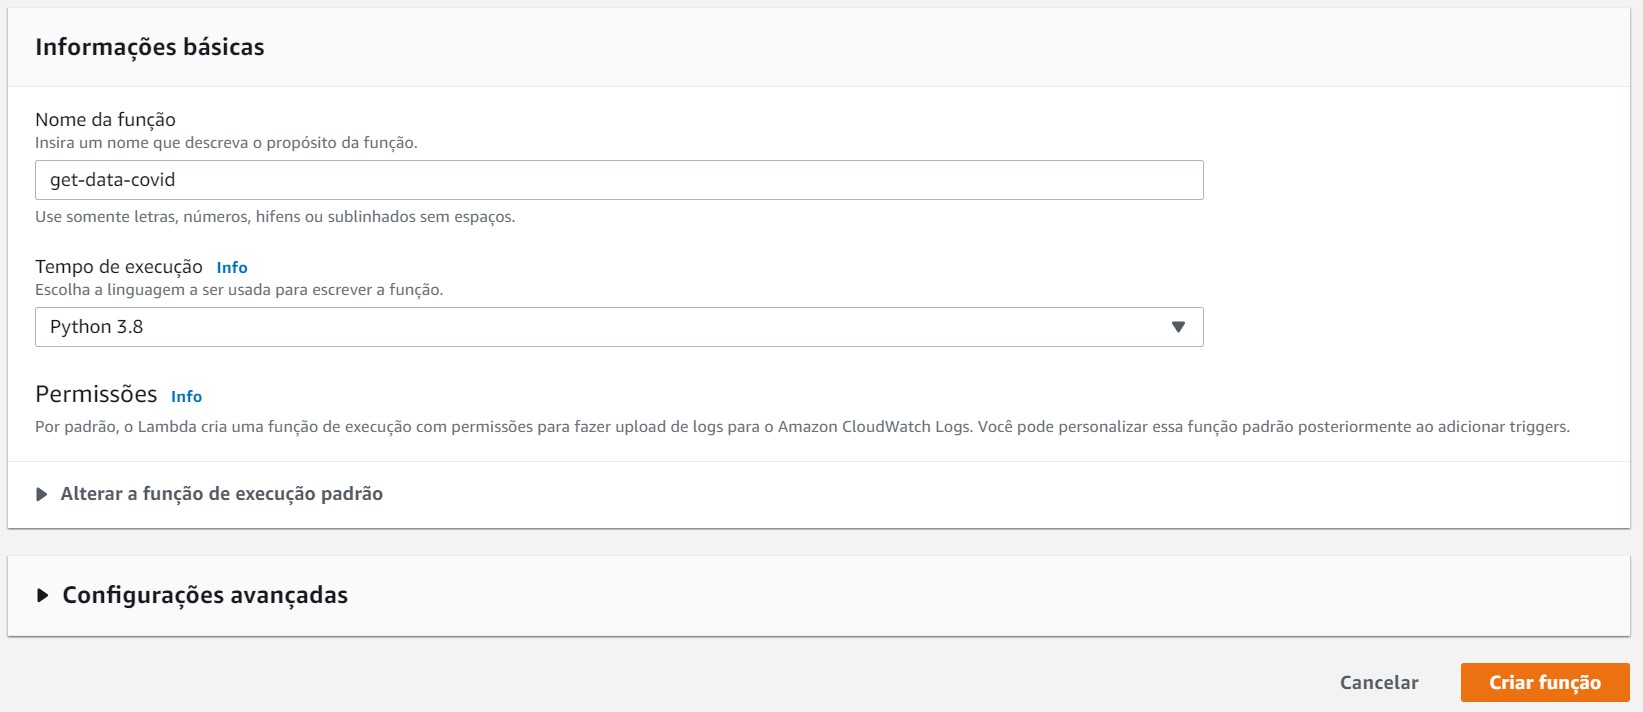 Informações básicas
Nome da função
Insira um nome que descreva o propósito da função.
get-data-covid
Use somente letras, números, hifens ou sublinhados sem espaços.
Tempo de execução Info
Escolha a linguagem a ser usada para escrever a função.
Python 3.8
Permissões Info
Por padrão, o Lambda cria uma função de execução com permissões para fazer upload de logs para o Amazon CloudWatch Logs. Você pode personalizar essa função padrão posteriormente ao adicionar triggers.
Alterar a função de execução padrão
Configurações avançadas
Cancelar Criar função